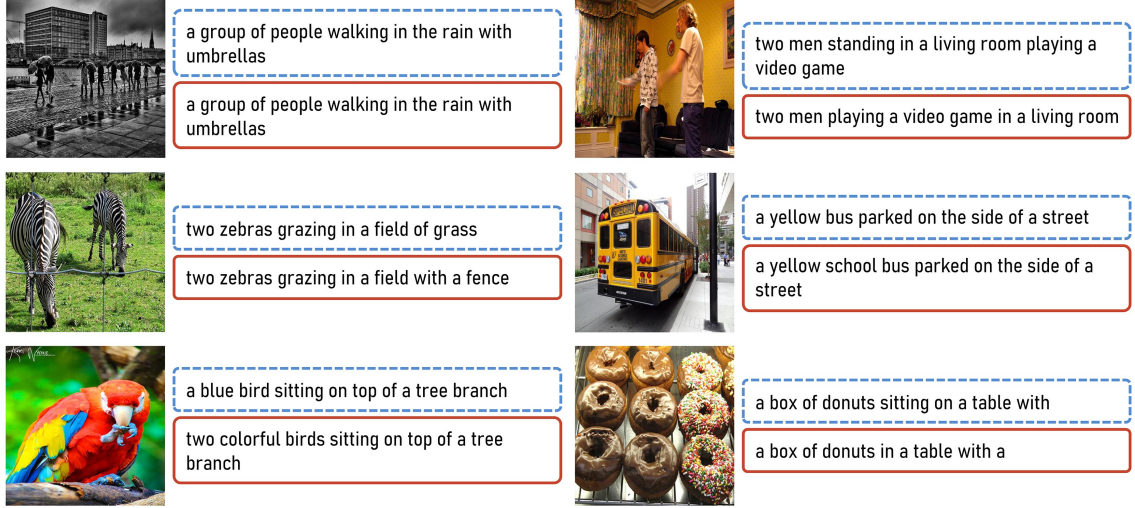 a group of people walking in the rain with
umbrellas
a group of people walking in the rain with
umbrellas
two men standing in a living room playing a
video game
two men playing a video game in a living room
two zebras grazing in a field of grass
two zebras grazing in a field with a fence
a yellow bus parked on the side of a street
a yellow school bus parked on the side of a
street
a blue bird sitting on top of a tree branch
two colorful birds sitting on top of a tree
branch
a box of donuts sitting on a table with
a box of donuts in a table with a